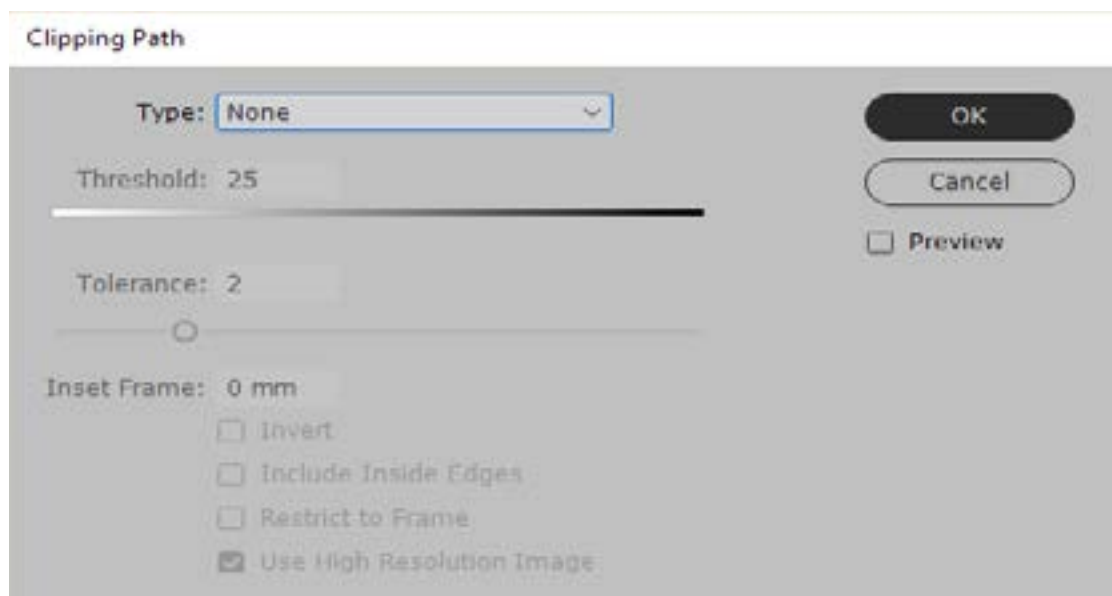 Clipping Path
Type: None
OK
Threshold: 25
Cancel
Preview
Tolerance: 2
Inset Frame: 0 mm
Invert
Include Inside Edges
Restrict to Frame
Use High Resolution Image